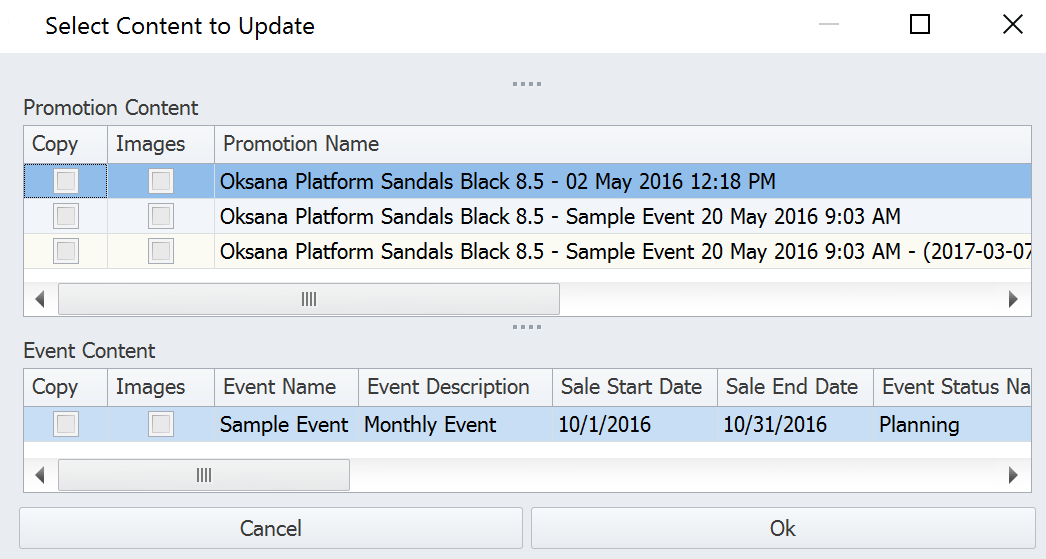 Select Content to Update
Promotion Content
Copy Images Promotion Name
Oksana Platform Sandals Black 8.5 - 02 May 2016 12:18 PM
Oksana Platform Sandals Black 8.5 - Sample Event 20 May 2016 9:03 AM
Oksana Platform Sandals Black 8.5 - Sample Event 20 May 2016 9:03 AM - (2017-03-07
Event Content
Copy Images Event Name Event Description Sale Start Date Sale End Date Event Status Na
Sample Event Monthly Event 10/1/2016 10/31/2016 Planning
Cancel Ok